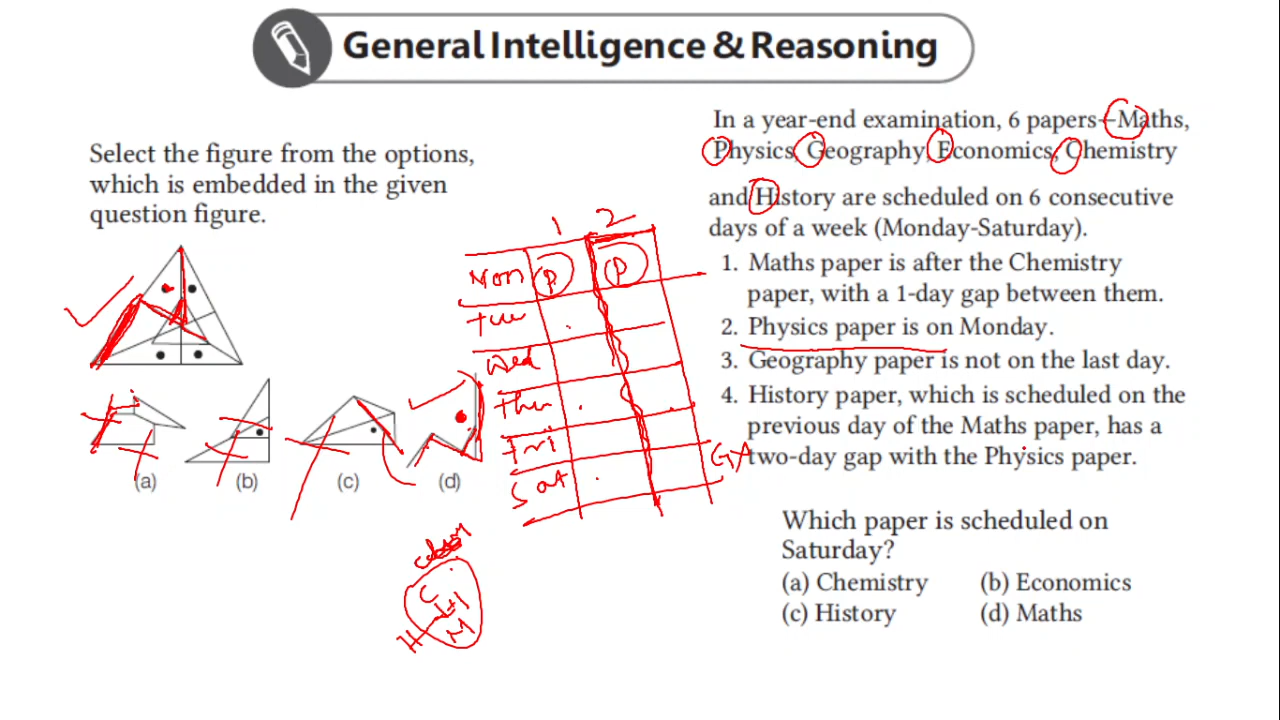 General Intelligence & Reasoning
Select the figure from the options,
which is embedded in the given
question figure.
(a)
(b)
(c)
(d)
1 2
Mon P P
Tue
Wed
Thu
Fri
Sat
G X
C
H +1
M
In a year-end examination, 6 papers–Maths,
Physics, Geography, Economics, Chemistry
and History are scheduled on 6 consecutive
days of a week (Monday-Saturday).
1. Maths paper is after the Chemistry
paper, with a 1-day gap between them.
2. Physics paper is on Monday.
3. Geography paper is not on the last day.
4. History paper, which is scheduled on the
previous day of the Maths paper, has a
two-day gap with the Physics paper.
Which paper is scheduled on
Saturday?
(a) Chemistry (b) Economics
(c) History (d) Maths